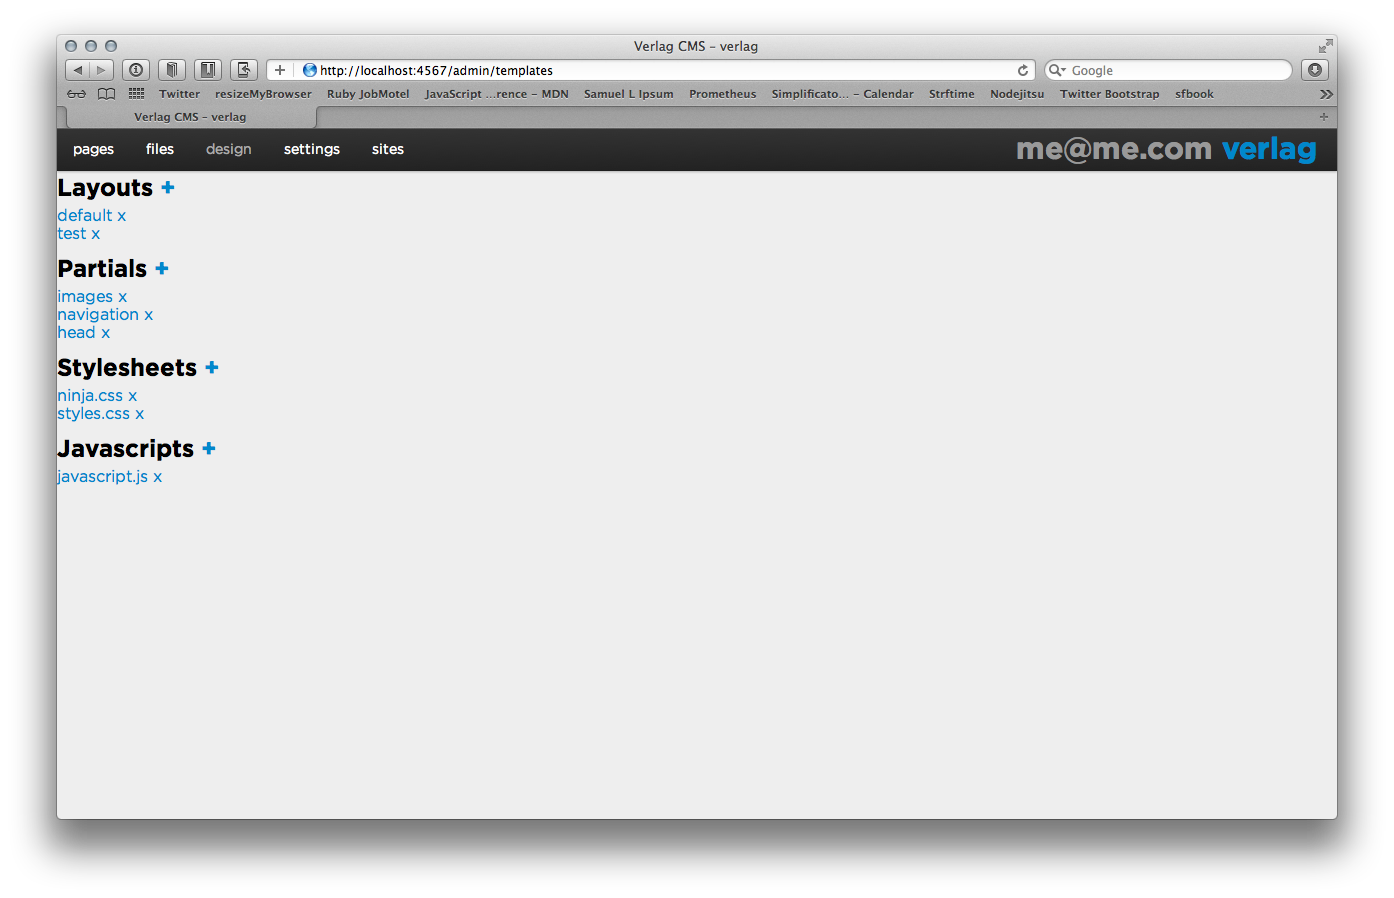 Verlag CMS – verlag
http://localhost:4567/admin/templates
Google
Twitter resizeMyBrowser Ruby JobMotel JavaScript ...rence – MDN Samuel L Ipsum Prometheus Simplificato... – Calendar Strftime Nodejitsu Twitter Bootstrap sfbook
Verlag CMS – verlag
pages files design settings sites me@me.com verlag
Layouts +
default x
test x
Partials +
images x
navigation x
head x
Stylesheets +
ninja.css x
styles.css x
Javascripts +
javascript.js x